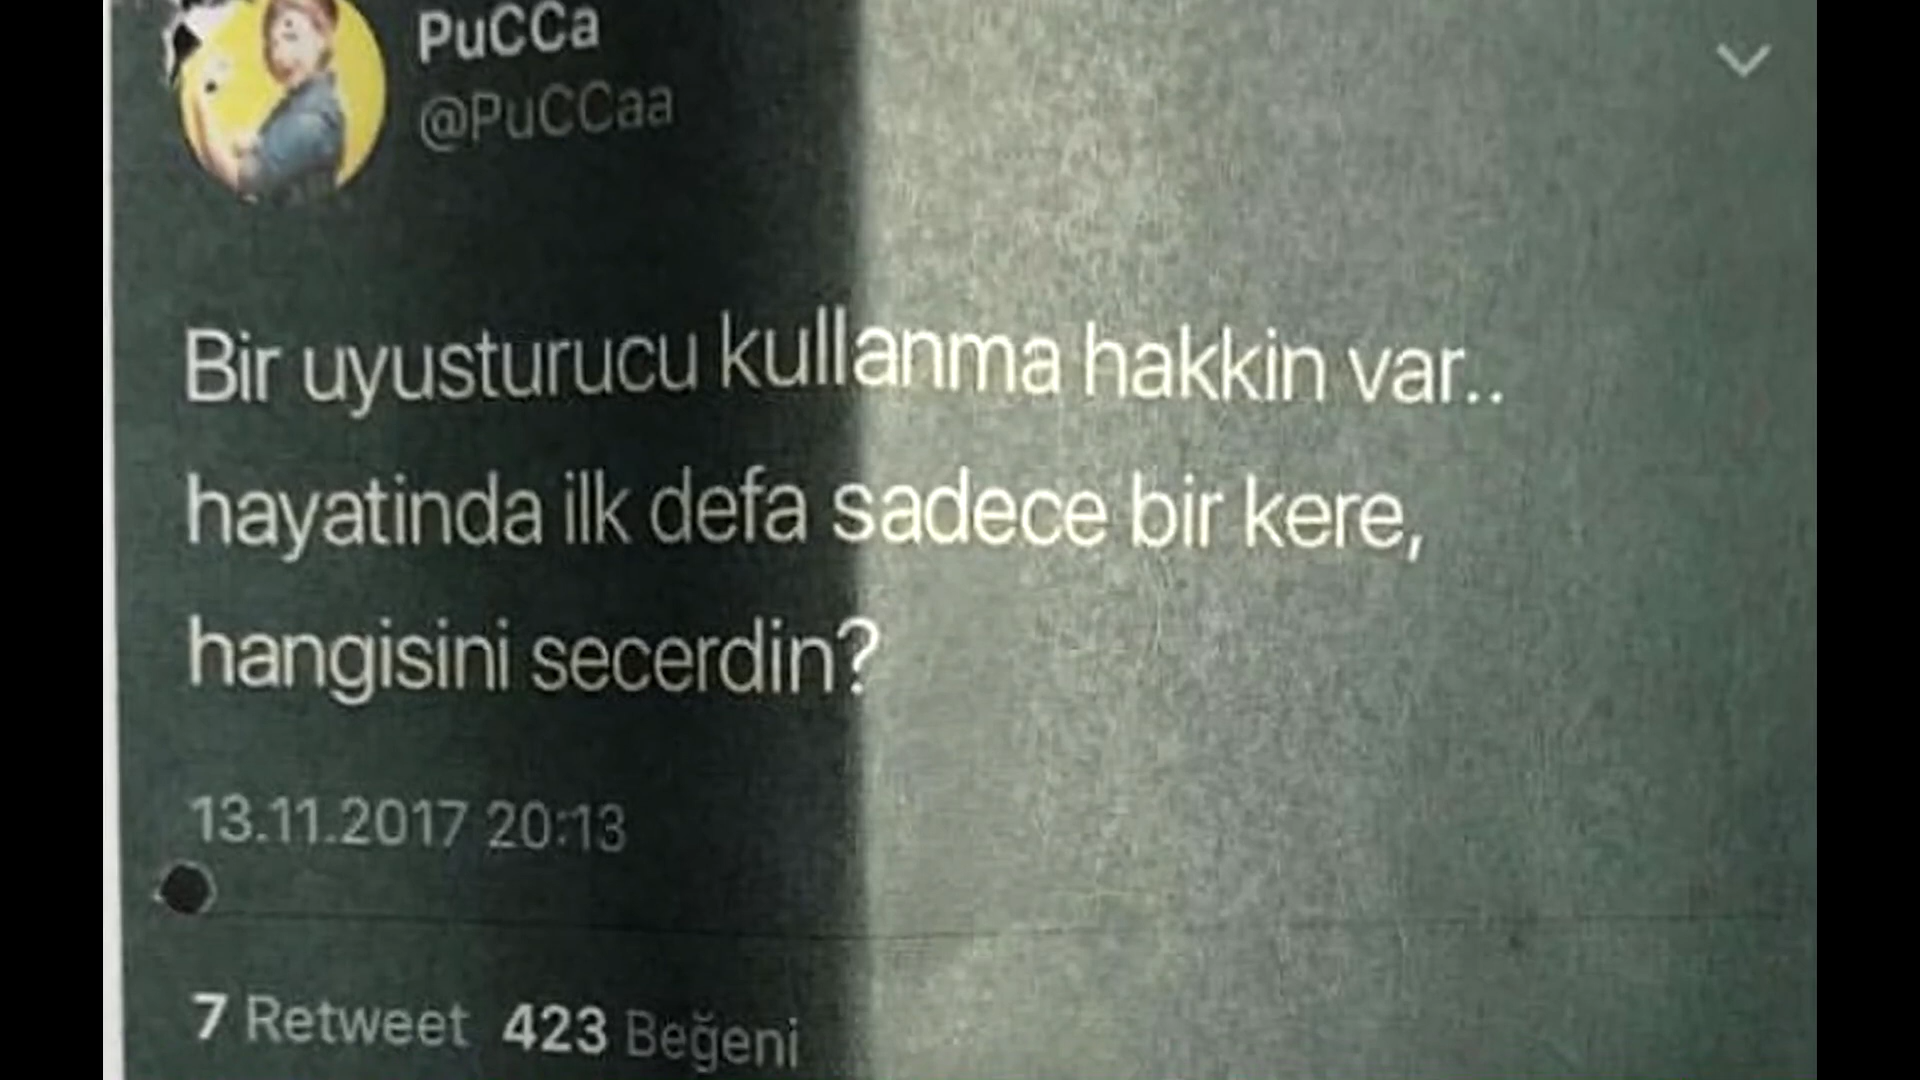 PuCCa
@PuCCaa
Bir uyusturucu kullanma hakkin var..
hayatinda ilk defa sadece bir kere,
hangisini secerdin?
13.11.2017 20:13
7 Retweet 423 Beğeni